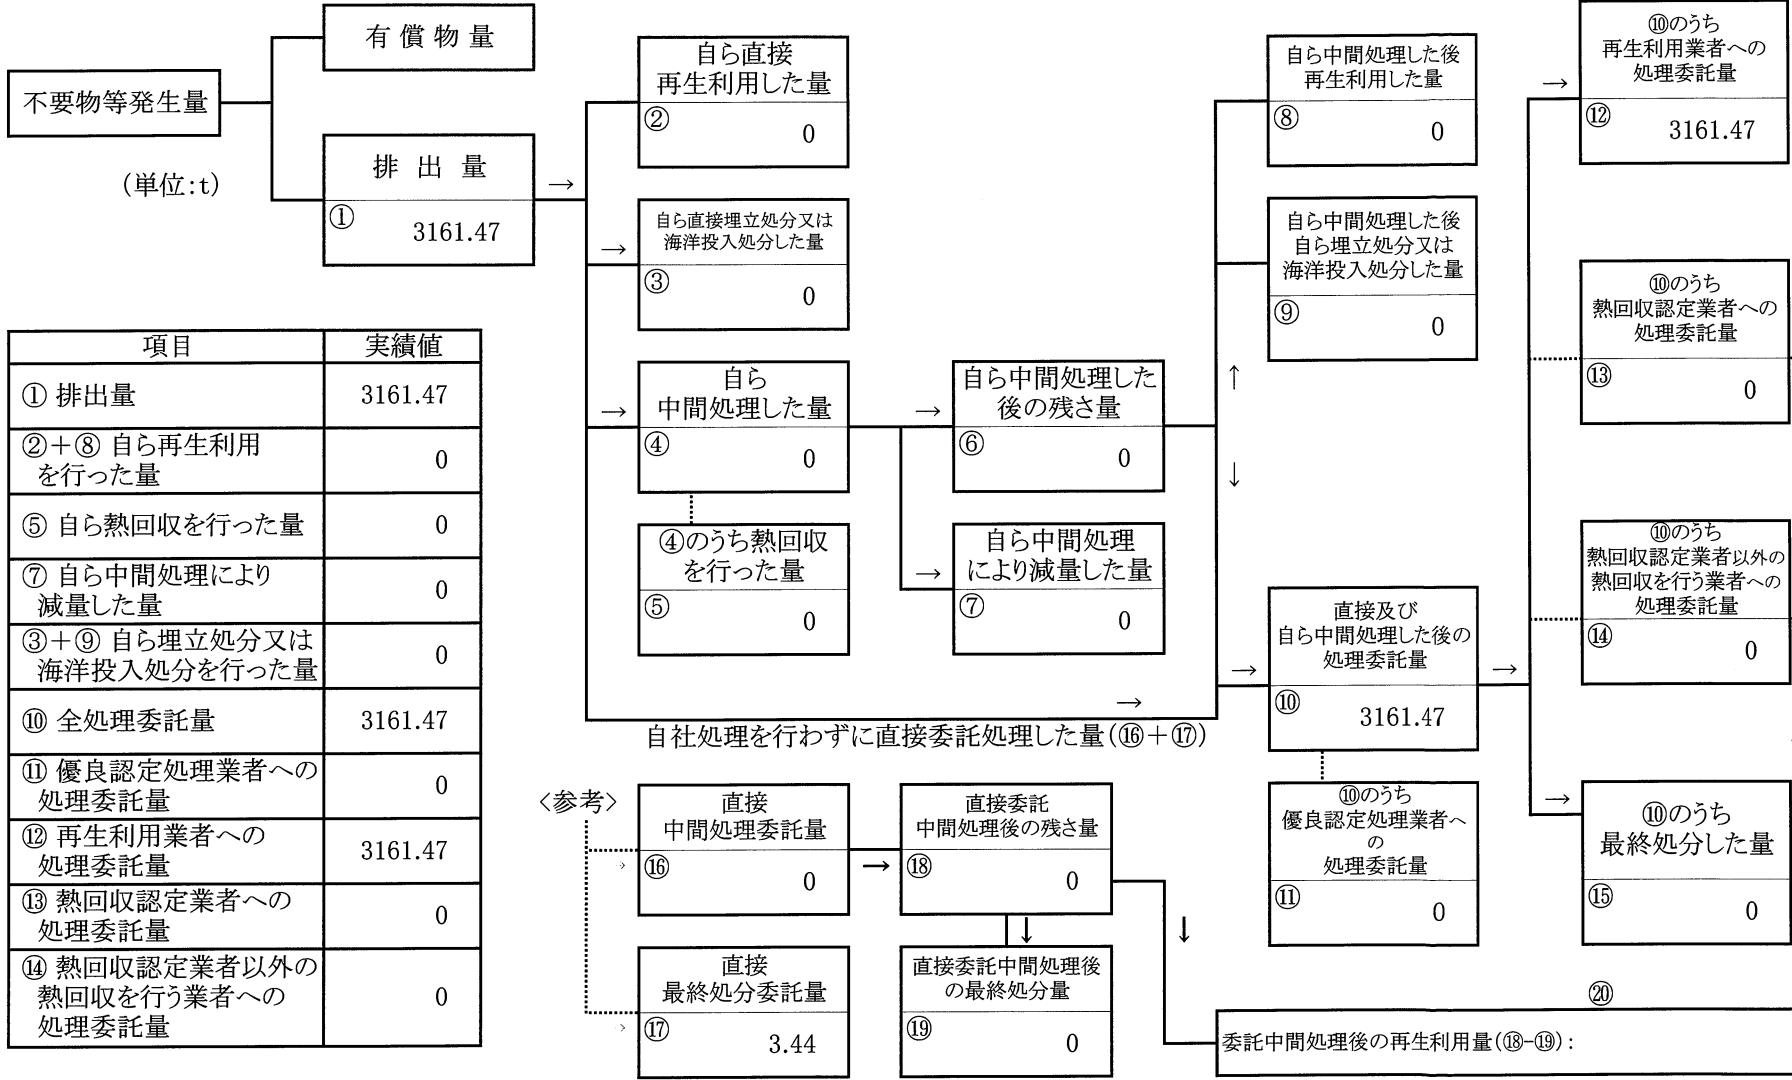 有償物量
不要物等発生量
(単位:t)
排出量
①
3161.47
→
自ら直接
再生利用した量
②
0
→
自ら直接埋立処分又は
海洋投入処分した量
③
0
→
自ら
中間処理した量
④
0
④のうち熱回収
を行った量
⑤
0
→
自ら中間処理した
後の残さ量
⑥
0
→
自ら中間処理
により減量した量
⑦
0
自ら中間処理した後
再生利用した量
⑧
0
自ら中間処理した後
自ら埋立処分又は
海洋投入処分した量
⑨
0
↑
↓
→
自社処理を行わずに直接委託処理した量(⑯+⑰)
→
直接及び
自ら中間処理した後の
処理委託量
⑩
3161.47
⑩のうち
優良認定処理業者へ
の
処理委託量
⑪
0
→
→
⑩のうち
再生利用業者への
処理委託量
⑫
3161.47
⑩のうち
熱回収認定業者への
処理委託量
⑬
0
⑩のうち
熱回収認定業者以外の
熱回収を行う業者への
処理委託量
⑭
0
→
⑩のうち
最終処分した量
⑮
0
項目 実績値
① 排出量 3161.47
②+⑧ 自ら再生利用
を行った量 0
⑤ 自ら熱回収を行った量 0
⑦ 自ら中間処理により
減量した量 0
③+⑨ 自ら埋立処分又は
海洋投入処分を行った量 0
⑩ 全処理委託量 3161.47
⑪ 優良認定処理業者への
処理委託量 0
⑫ 再生利用業者への
処理委託量 3161.47
⑬ 熱回収認定業者への
処理委託量 0
⑭ 熱回収認定業者以外の
熱回収を行う業者への
処理委託量 0
<参考>
直接
中間処理委託量
⑯
0
→
直接委託
中間処理後の残さ量
⑱
0
↓
↓
直接
最終処分委託量
⑰
3.44
直接委託中間処理後
の最終処分量
⑲
0
⑳
委託中間処理後の再生利用量(⑱-⑲):